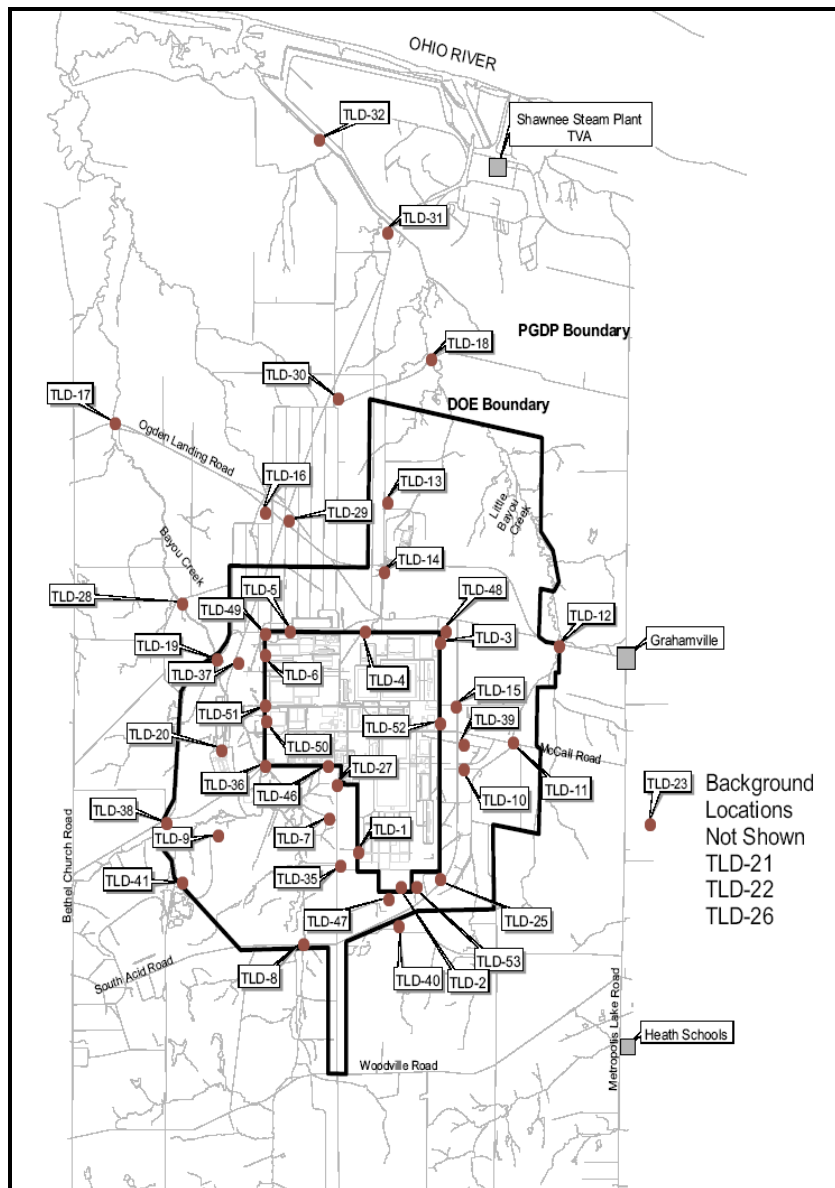 OHIO RIVER
TLD-32
Shawnee Steam Plant
TVA
TLD-31
PGDP Boundary
TLD-18
TLD-30
TLD-17
DOE Boundary
Ogden Landing Road
TLD-16
TLD-13
TLD-29
Little
Bayou
Creek
Bayou Creek
TLD-14
TLD-28
TLD-5
TLD-48
TLD-49
TLD-12
TLD-3
Grahamville
TLD-19
TLD-37
TLD-6
TLD-4
TLD-15
TLD-51
TLD-52
TLD-39
TLD-20
TLD-50
McCall Road
TLD-36
TLD-27
TLD-11
TLD-46
TLD-10
TLD-23
Background
Locations
Not Shown
TLD-21
TLD-22
TLD-26
TLD-38
TLD-9
TLD-7
TLD-1
Bethel Church Road
TLD-41
TLD-35
TLD-47
TLD-25
South Acid Road
TLD-8
TLD-40
TLD-2
TLD-53
Metropolis Lake Road
Heath Schools
Woodville Road